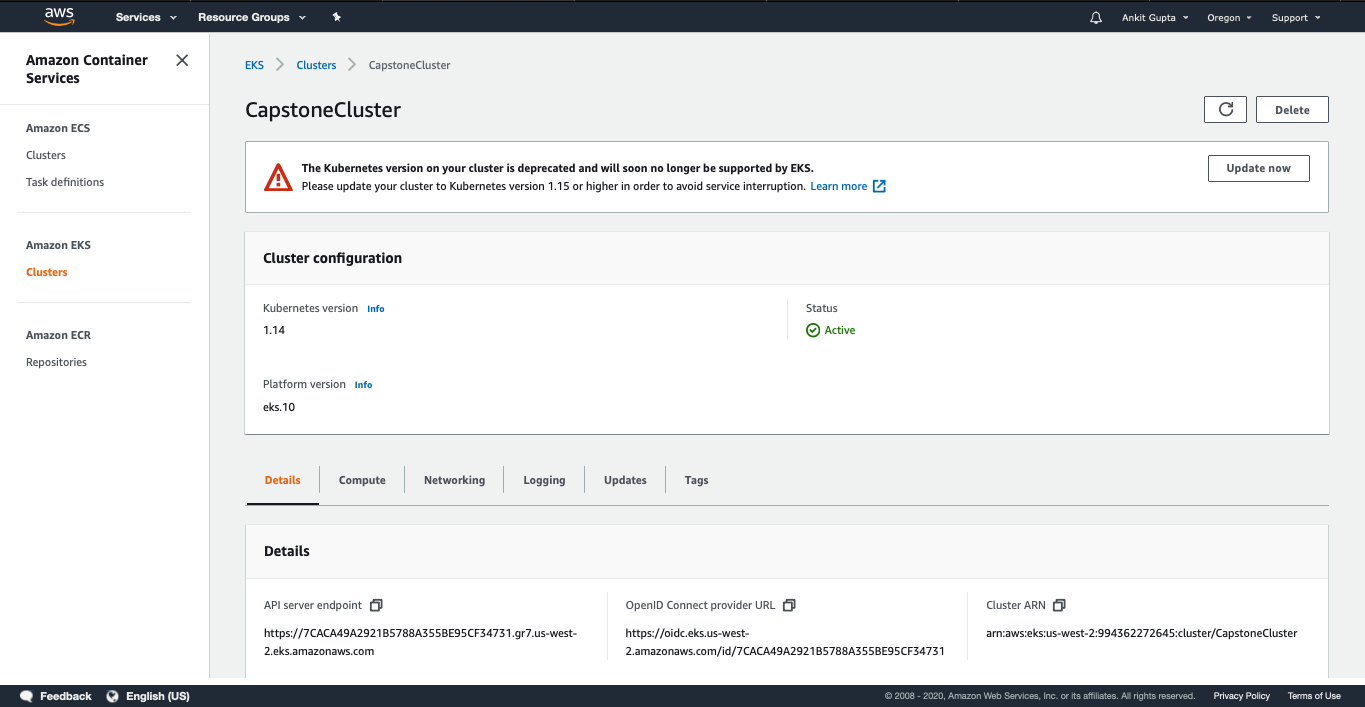 aws Services Resource Groups Ankit Gupta Oregon Support
Amazon Container
Services
Amazon ECS
Clusters
Task definitions
Amazon EKS
Clusters
Amazon ECR
Repositories
EKS Clusters CapstoneCluster
CapstoneCluster
Delete
The Kubernetes version on your cluster is deprecated and will soon no longer be supported by EKS.
Please update your cluster to Kubernetes version 1.15 or higher in order to avoid service interruption. Learn more
Update now
Cluster configuration
Kubernetes version Info
1.14
Status
Active
Platform version Info
eks.10
Details Compute Networking Logging Updates Tags
Details
API server endpoint
https://7CACA49A2921B5788A355BE95CF34731.gr7.us-west-
2.eks.amazonaws.com
OpenID Connect provider URL
https://oidc.eks.us-west-
2.amazonaws.com/id/7CACA49A2921B5788A355BE95CF34731
Cluster ARN
arn:aws:eks:us-west-2:994362272645:cluster/CapstoneCluster
Feedback English (US) © 2008 - 2020, Amazon Web Services, Inc. or its affiliates. All rights reserved. Privacy Policy Terms of Use